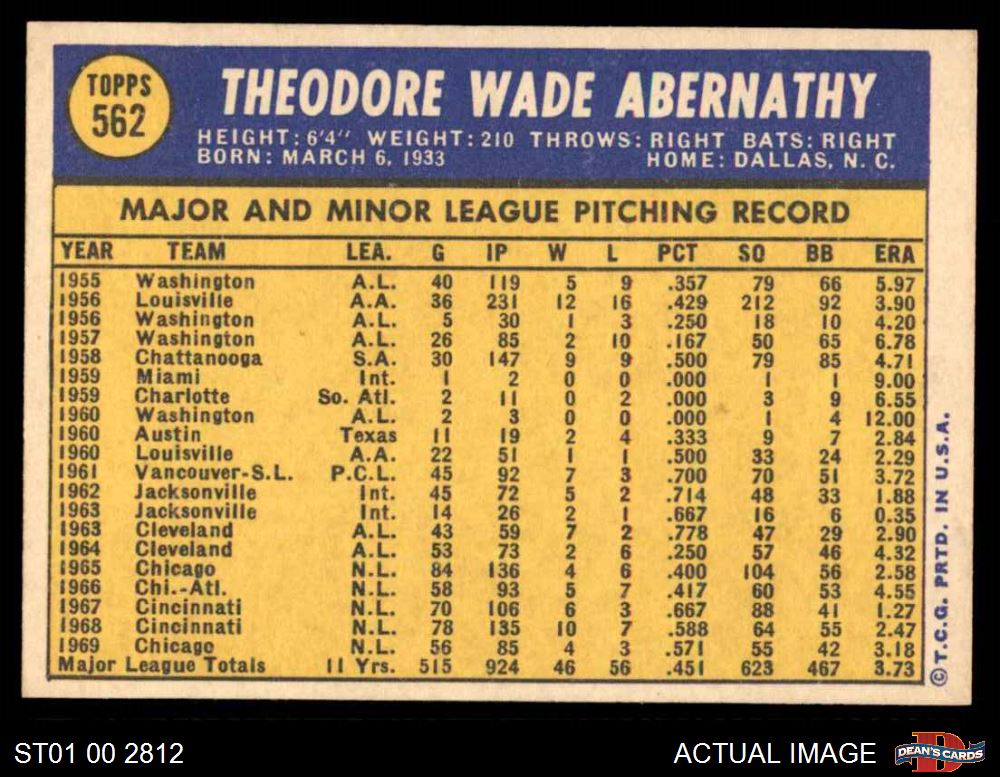 TOPPS
562
THEODORE WADE ABERNATHY
HEIGHT: 6'4" WEIGHT: 210 THROWS: RIGHT BATS: RIGHT
BORN: MARCH 6, 1933 HOME: DALLAS, N. C.
MAJOR AND MINOR LEAGUE PITCHING RECORD
YEAR TEAM LEA. G IP W L PCT SO BB ERA
1955 Washington A.L. 40 119 5 9 .357 79 66 5.97
1956 Louisville A.A. 36 231 12 16 .429 212 92 3.90
1956 Washington A.L. 5 30 1 3 .250 18 10 4.20
1957 Washington A.L. 26 85 2 10 .167 50 65 6.78
1958 Chattanooga S.A. 30 147 9 9 .500 79 85 4.71
1959 Miami Int. 1 2 0 0 .000 1 1 9.00
1959 Charlotte So. Atl. 2 11 0 2 .000 3 9 6.55
1960 Washington A.L. 2 3 0 0 .000 1 4 12.00
1960 Austin Texas 11 19 2 4 .333 9 7 2.84
1960 Louisville A.A. 22 51 1 1 .500 33 24 2.29
1961 Vancouver-S.L. P.C.L. 45 92 7 3 .700 70 51 3.72
1962 Jacksonville Int. 45 72 5 2 .714 48 33 1.88
1963 Jacksonville Int. 14 26 2 1 .667 16 6 0.35
1963 Cleveland A.L. 43 59 7 2 .778 47 29 2.90
1964 Cleveland A.L. 53 73 2 6 .250 57 46 4.32
1965 Chicago N.L. 84 136 4 6 .400 104 56 2.58
1966 Chi.-Atl. N.L. 58 93 5 7 .417 60 53 4.55
1967 Cincinnati N.L. 70 106 6 3 .667 88 41 1.27
1968 Cincinnati N.L. 78 135 10 7 .588 64 55 2.47
1969 Chicago N.L. 56 85 4 3 .571 55 42 3.18
Major League Totals 11 Yrs. 515 924 46 56 .451 623 467 3.73
©T.C.G. PRTD. IN U.S.A.
ST01 00 2812 ACTUAL IMAGE
D
DEAN'S CARDS